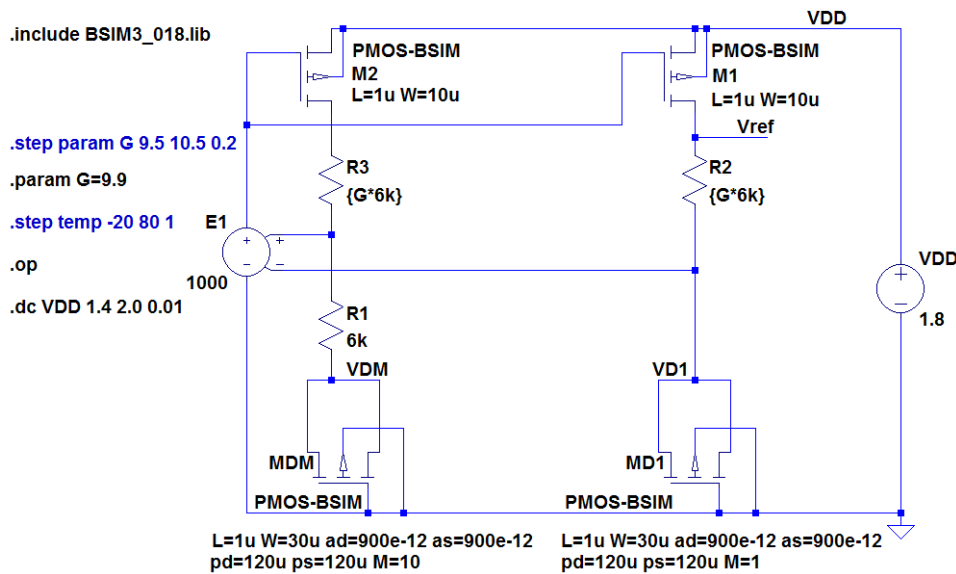 .include BSIM3_018.lib
VDD
PMOS-BSIM
M2
L=1u W=10u
PMOS-BSIM
M1
L=1u W=10u
Vref
.step param G 9.5 10.5 0.2
.param G=9.9
.step temp -20 80 1
.op
.dc VDD 1.4 2.0 0.01
R3
{G*6k}
R2
{G*6k}
E1
1000
R1
6k
VDD
1.8
VDM
VD1
MDM
PMOS-BSIM
MD1
PMOS-BSIM
L=1u W=30u ad=900e-12 as=900e-12
pd=120u ps=120u M=10
L=1u W=30u ad=900e-12 as=900e-12
pd=120u ps=120u M=1